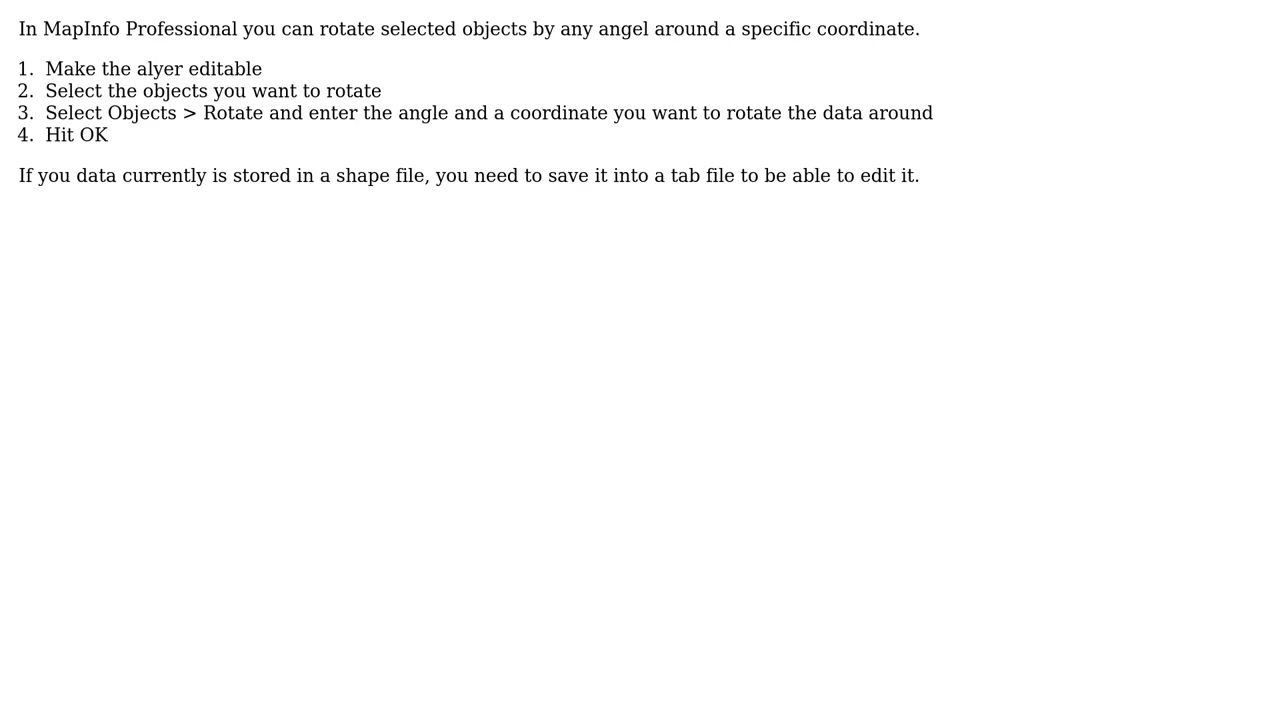 In MapInfo Professional you can rotate selected objects by any angel around a specific coordinate.
1. Make the alyer editable
2. Select the objects you want to rotate
3. Select Objects > Rotate and enter the angle and a coordinate you want to rotate the data around
4. Hit OK
If you data currently is stored in a shape file, you need to save it into a tab file to be able to edit it.